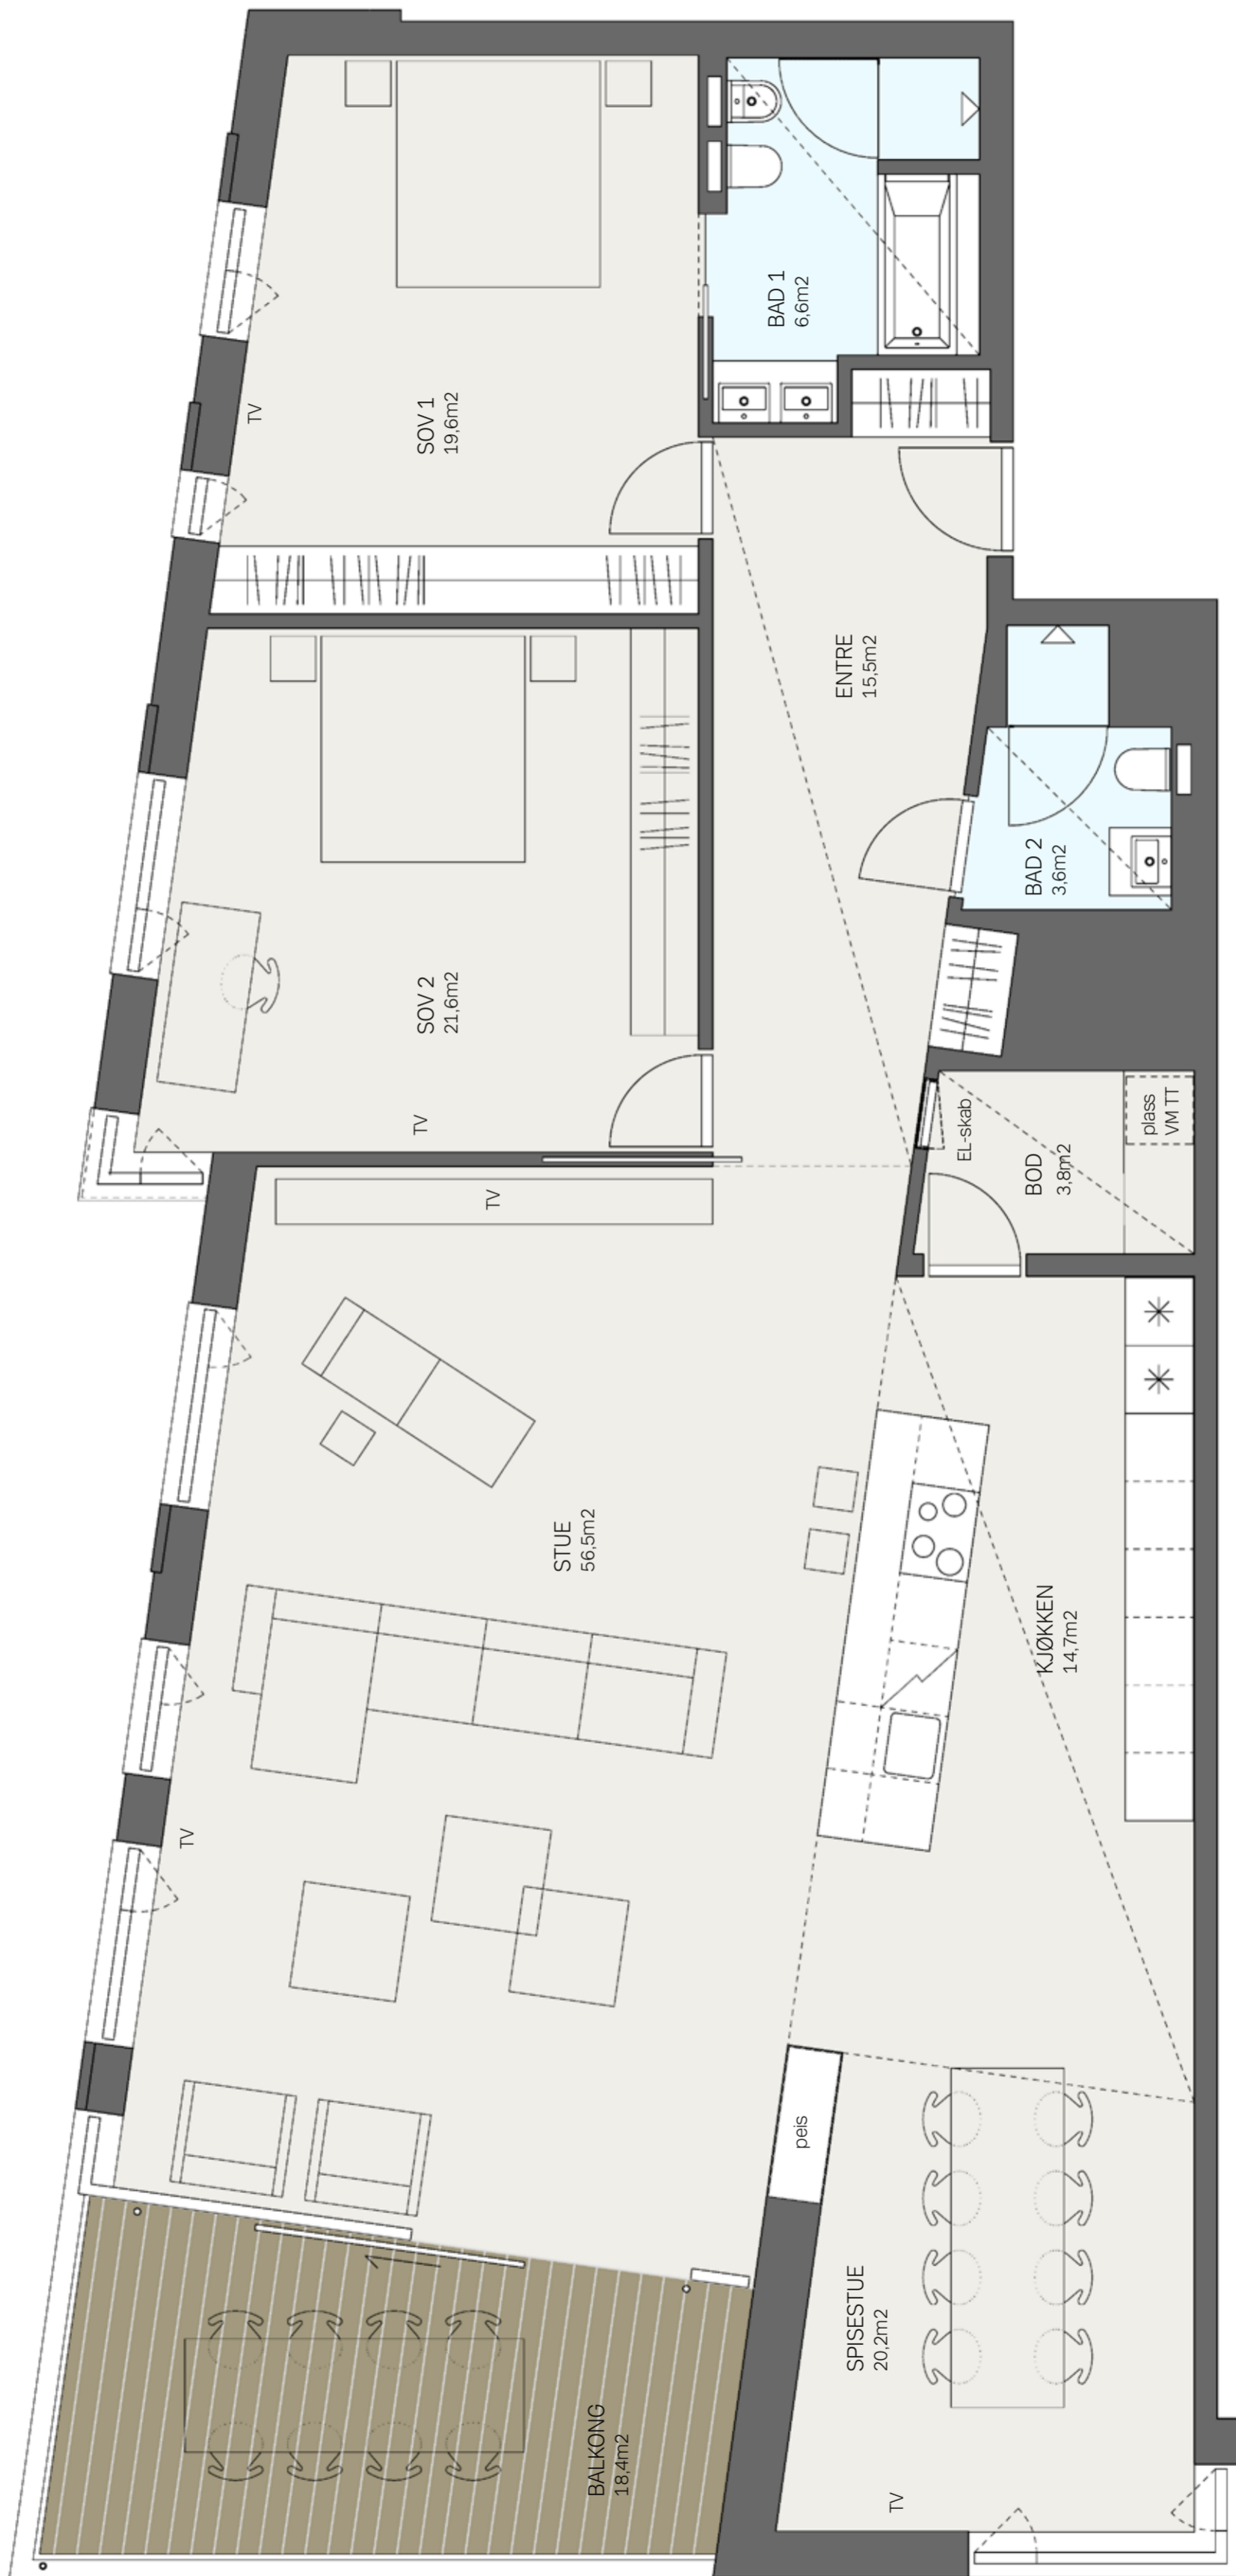 BAD 1
6,6m2
TV
SOV 1
19,6m2
ENTRE
15,5m2
BAD 2
3,6m2
SOV 2
21,6m2
TV
EL-skab
plass
VM TT
BOD
3,8m2
TV
STUE
56,5m2
KJØKKEN
14,7m2
TV
peis
SPISESTUE
20,2m2
BALKONG
18,4m2
TV